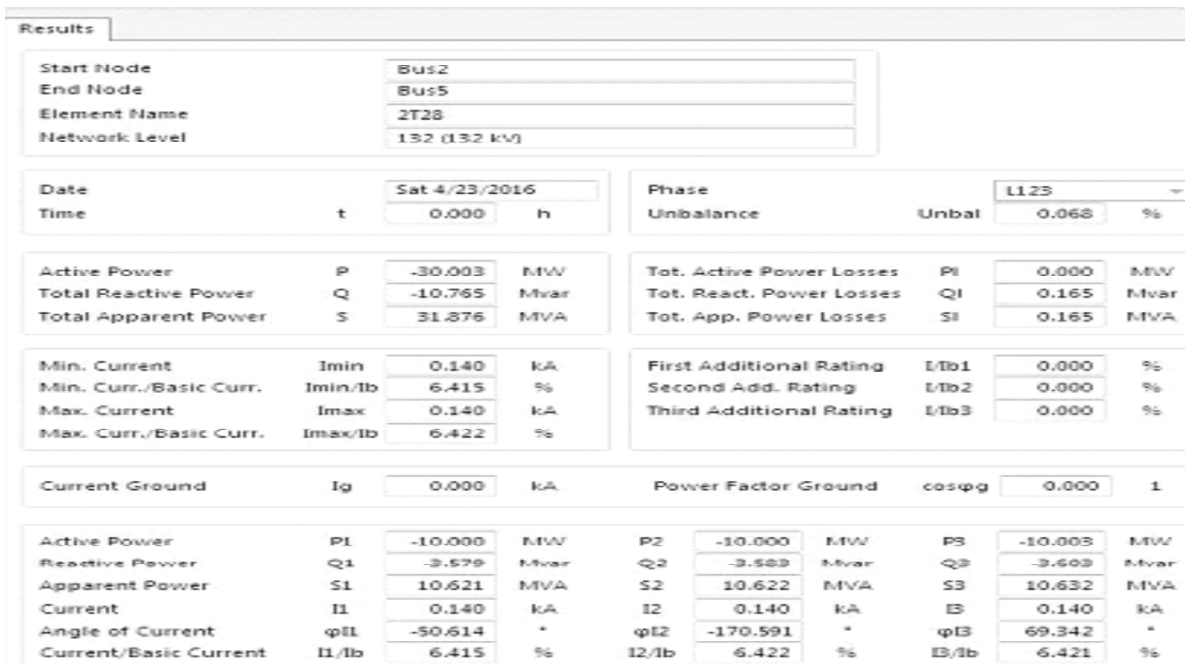 Results
Start Node Bus2
End Node Bus5
Element Name 2T28
Network Level 132 (132 kV)
Date Sat 4/23/2016 Phase L123
Time t 0.000 h Unbalance Unbal 0.068 %
Active Power P -30.003 MW Tot. Active Power Losses Pl 0.000 MW
Total Reactive Power Q -10.765 Mvar Tot. React. Power Losses Ql 0.165 Mvar
Total Apparent Power S 31.876 MVA Tot. App. Power Losses Sl 0.165 MVA
Min. Current Imin 0.140 kA First Additional Rating I/Ib1 0.000 %
Min. Curr./Basic Curr. Imin/Ib 6.415 % Second Add. Rating I/Ib2 0.000 %
Max. Current Imax 0.140 kA Third Additional Rating I/Ib3 0.000 %
Max. Curr./Basic Curr. Imax/Ib 6.422 %
Current Ground Ig 0.000 kA Power Factor Ground cosφg 0.000 1
Active Power P1 -10.000 MW P2 -10.000 MW P3 -10.003 MW
Reactive Power Q1 -3.579 Mvar Q2 -3.583 Mvar Q3 -3.603 Mvar
Apparent Power S1 10.621 MVA S2 10.622 MVA S3 10.632 MVA
Current I1 0.140 kA I2 0.140 kA I3 0.140 kA
Angle of Current φI1 -50.614 ° φI2 -170.591 ° φI3 69.342 °
Current/Basic Current I1/Ib 6.415 % I2/Ib 6.422 % I3/Ib 6.421 %